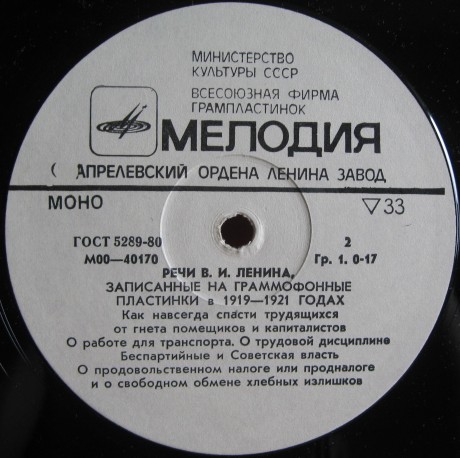 МИНИСТЕРСТВО
КУЛЬТУРЫ СССР
ВСЕСОЮЗНАЯ ФИРМА
ГРАМПЛАСТИНОК
МЕЛОДИЯ
АПРЕЛЕВСКИЙ ОРДЕНА ЛЕНИНА ЗАВОД
МОНО ▽33
ГОСТ 5289-80 2
М00—40170 Гр. 1. 0-17
РЕЧИ В. И. ЛЕНИНА,
ЗАПИСАННЫЕ НА ГРАММОФОННЫЕ
ПЛАСТИНКИ в 1919—1921 ГОДАХ
Как навсегда спасти трудящихся
от гнета помещиков и капиталистов
О работе для транспорта. О трудовой дисциплине
Беспартийные и Советская власть
О продовольственном налоге или продналоге
и о свободном обмене хлебных излишков